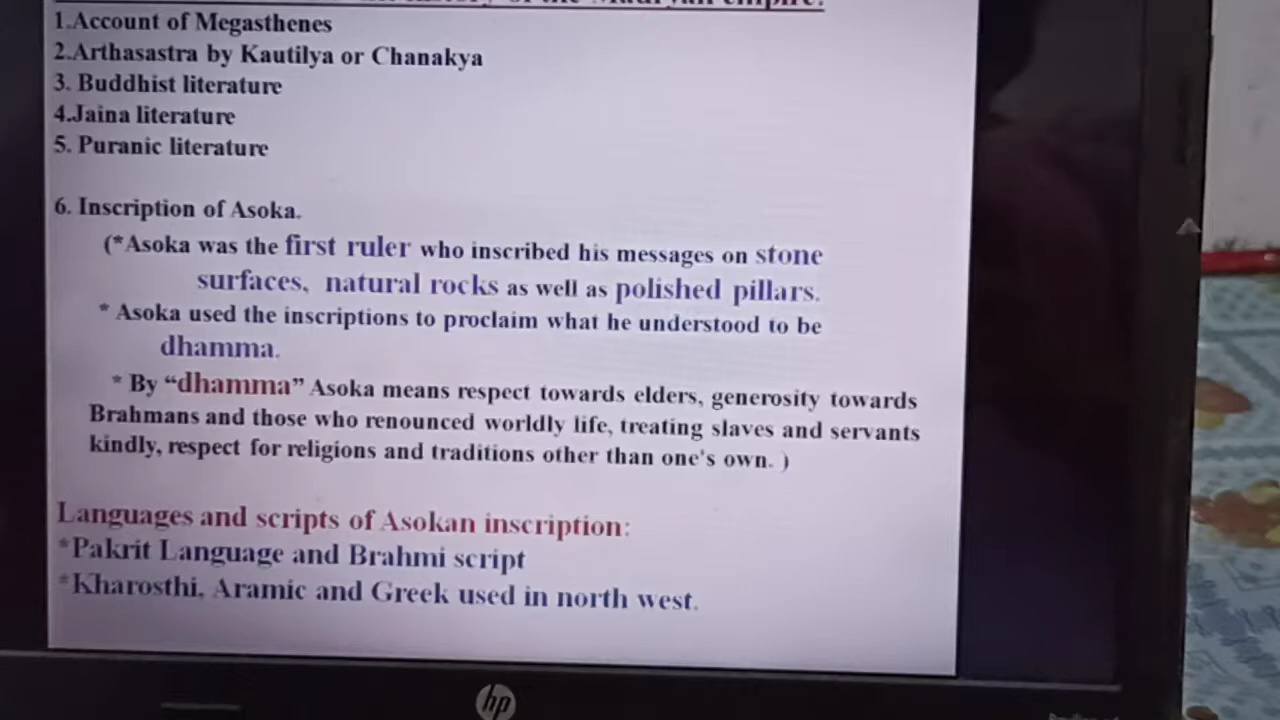 history of the Mauryan empire:
1.Account of Megasthenes
2.Arthasastra by Kautilya or Chanakya
3. Buddhist literature
4.Jaina literature
5. Puranic literature
6. Inscription of Asoka.
(*Asoka was the first ruler who inscribed his messages on stone
surfaces, natural rocks as well as polished pillars.
* Asoka used the inscriptions to proclaim what he understood to be
dhamma.
* By “dhamma” Asoka means respect towards elders, generosity towards
Brahmans and those who renounced worldly life, treating slaves and servants
kindly, respect for religions and traditions other than one's own. )
Languages and scripts of Asokan inscription:
*Pakrit Language and Brahmi script
*Kharosthi, Aramic and Greek used in north west.
hp